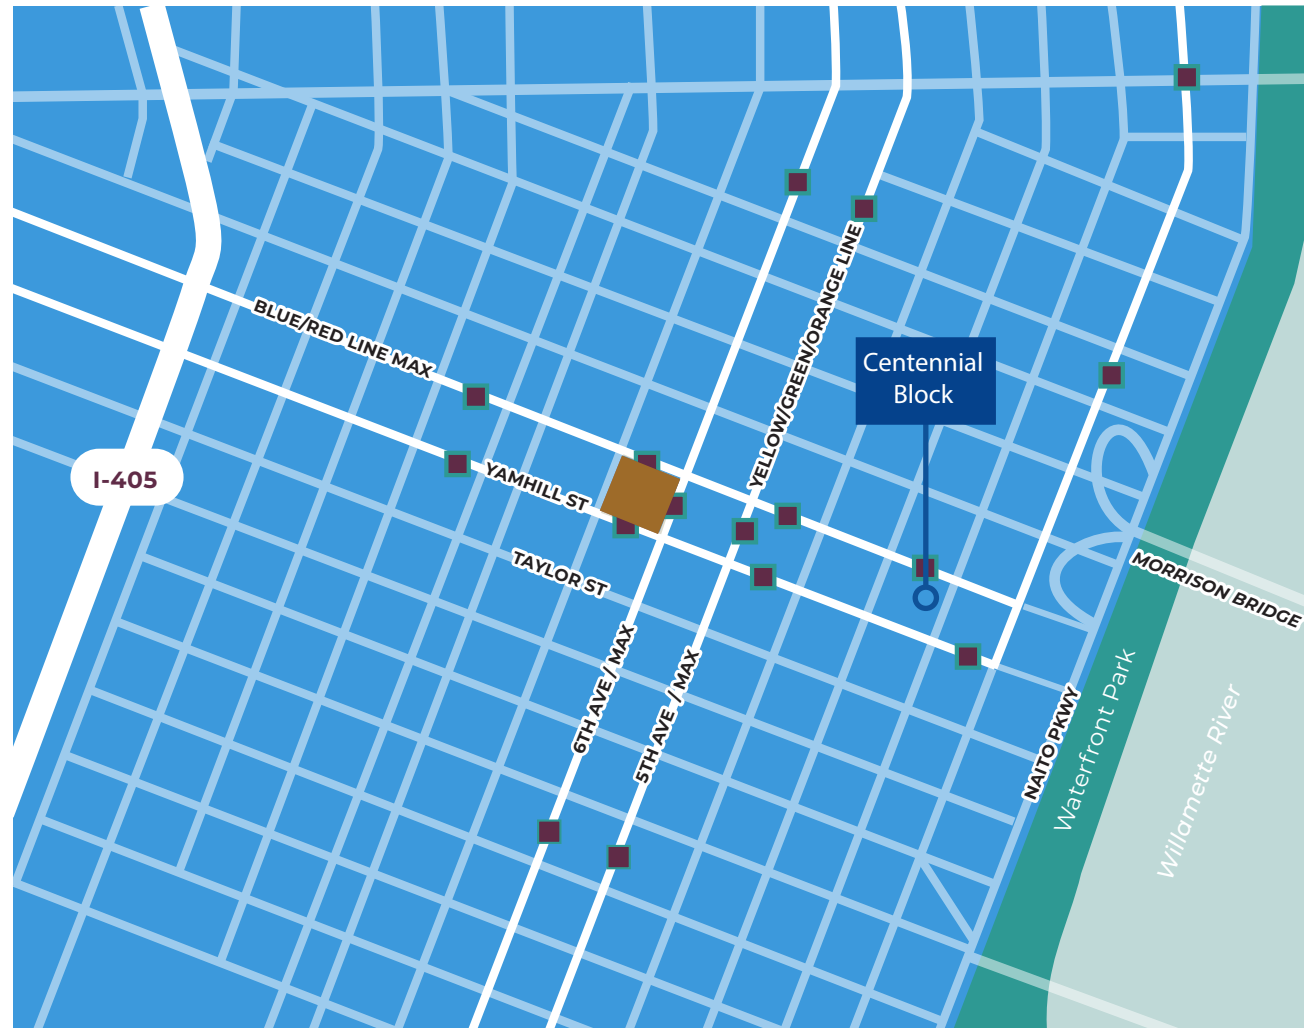 YELLOW/GREEN/ORANGE LINE
BLUE/RED LINE MAX
Centennial
Block
I-405
YAMHILL ST
TAYLOR ST
MORRISON BRIDGE
6TH AVE / MAX
5TH AVE / MAX
NAITO PKWY
Waterfront Park
Willamette River